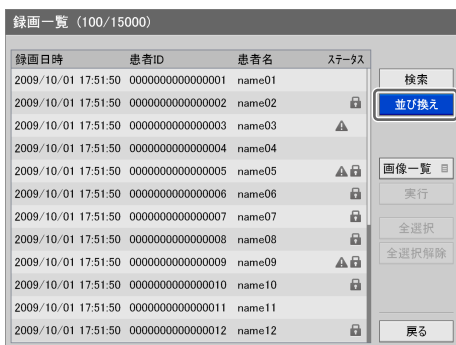 録画一覧 (100/15000)
録画日時 患者ID 患者名 ステータス
2009/10/01 17:51:50 0000000000000001 name01
2009/10/01 17:51:50 0000000000000002 name02
2009/10/01 17:51:50 0000000000000003 name03
2009/10/01 17:51:50 0000000000000004 name04
2009/10/01 17:51:50 0000000000000005 name05
2009/10/01 17:51:50 0000000000000006 name06
2009/10/01 17:51:50 0000000000000007 name07
2009/10/01 17:51:50 0000000000000008 name08
2009/10/01 17:51:50 0000000000000009 name09
2009/10/01 17:51:50 0000000000000010 name10
2009/10/01 17:51:50 0000000000000011 name11
2009/10/01 17:51:50 0000000000000012 name12
検索
並び換え
画像一覧
実行
全選択
全選択解除
戻る